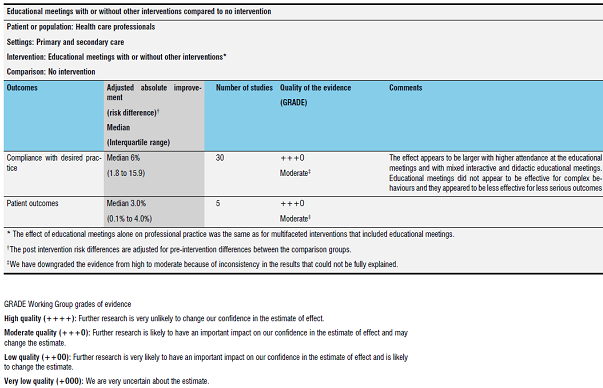 Educational meetings with or without other interventions compared to no intervention
Patient or population: Health care professionals
Settings: Primary and secondary care
Intervention: Educational meetings with or without other interventions*
Comparison: No intervention
Outcomes
Adjusted absolute improve-
ment
(risk difference)†
Median
(Interquartile range)
Number of studies
Quality of the evidence
(GRADE)
Comments
Compliance with desired prac-
tice
Median 6%
(1.8 to 15.9)
30
+++0
Moderate‡
The effect appears to be larger with higher attendance at the educational
meetings and with mixed interactive and didactic educational meetings.
Educational meetings did not appear to be effective for complex be-
haviours and they appeared to be less effective for less serious outcomes
Patient outcomes
Median 3.0%
(0.1% to 4.0%)
5
+++0
Moderate‡
* The effect of educational meetings alone on professional practice was the same as for multifaceted interventions that included educational meetings.
†The post intervention risk differences are adjusted for pre-intervention differences between the comparison groups.
‡We have downgraded the evidence from high to moderate because of inconsistency in the results that could not be fully explained.
GRADE Working Group grades of evidence
High quality (++++): Further research is very unlikely to change our confidence in the estimate of effect.
Moderate quality (+++0): Further research is likely to have an important impact on our confidence in the estimate of effect and may
change the estimate.
Low quality (++00): Further research is very likely to have an important impact on our confidence in the estimate of effect and is likely
to change the estimate.
Very low quality (+000): We are very uncertain about the estimate.